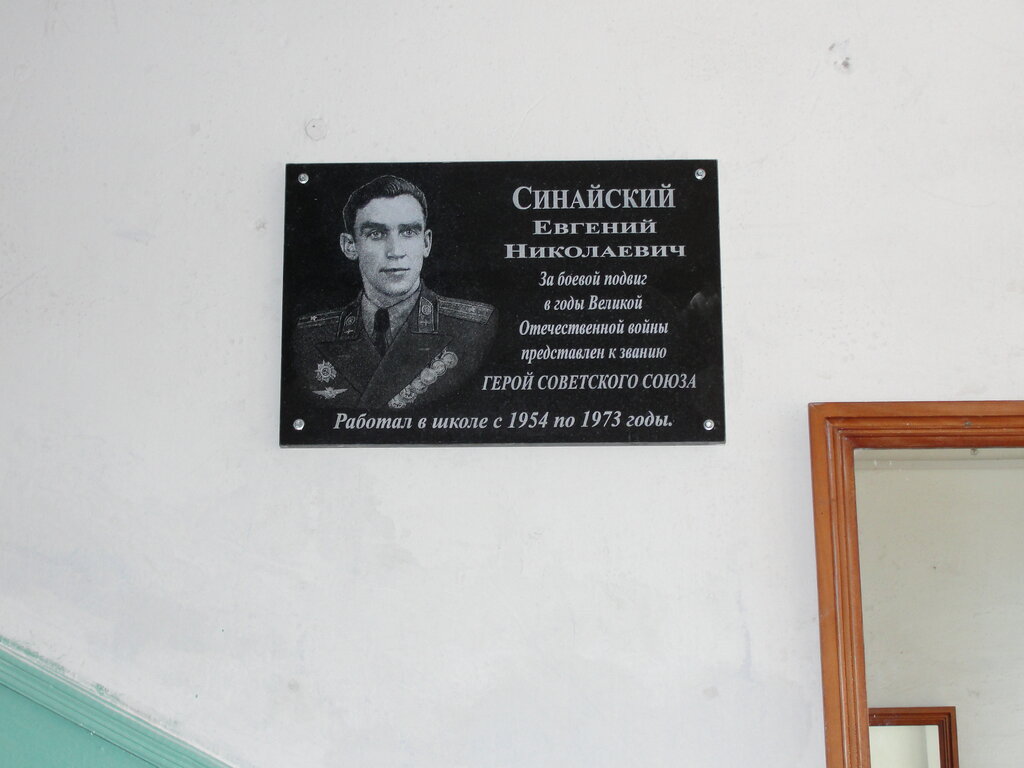 СИНАЙСКИЙ
ЕВГЕНИЙ
НИКОЛАЕВИЧ
За боевой подвиг
в годы Великой
Отечественной войны
представлен к званию
ГЕРОЙ СОВЕТСКОГО СОЮЗА
Работал в школе с 1954 по 1973 годы.